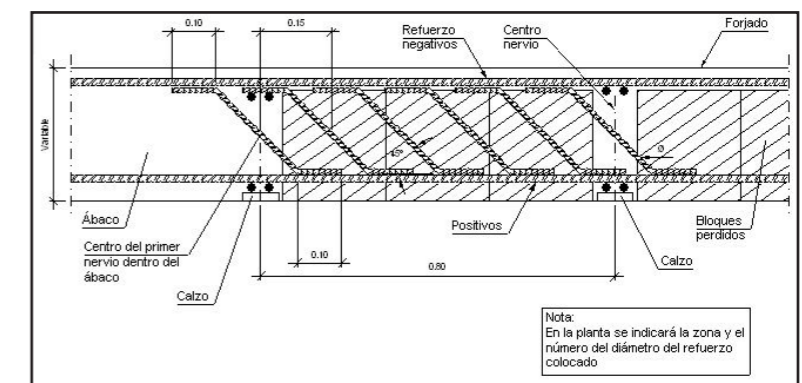 0.10
0.15
Refuerzo
negativos
Centro
nervio
Forjado
Variable
45°
Ø
Ábaco
Centro del primer
nervio dentro del
ábaco
Calzo
0.10
Positivos
0.80
Calzo
Bloques
perdidos
Nota:
En la planta se indicará la zona y el
número del diámetro del refuerzo
colocado